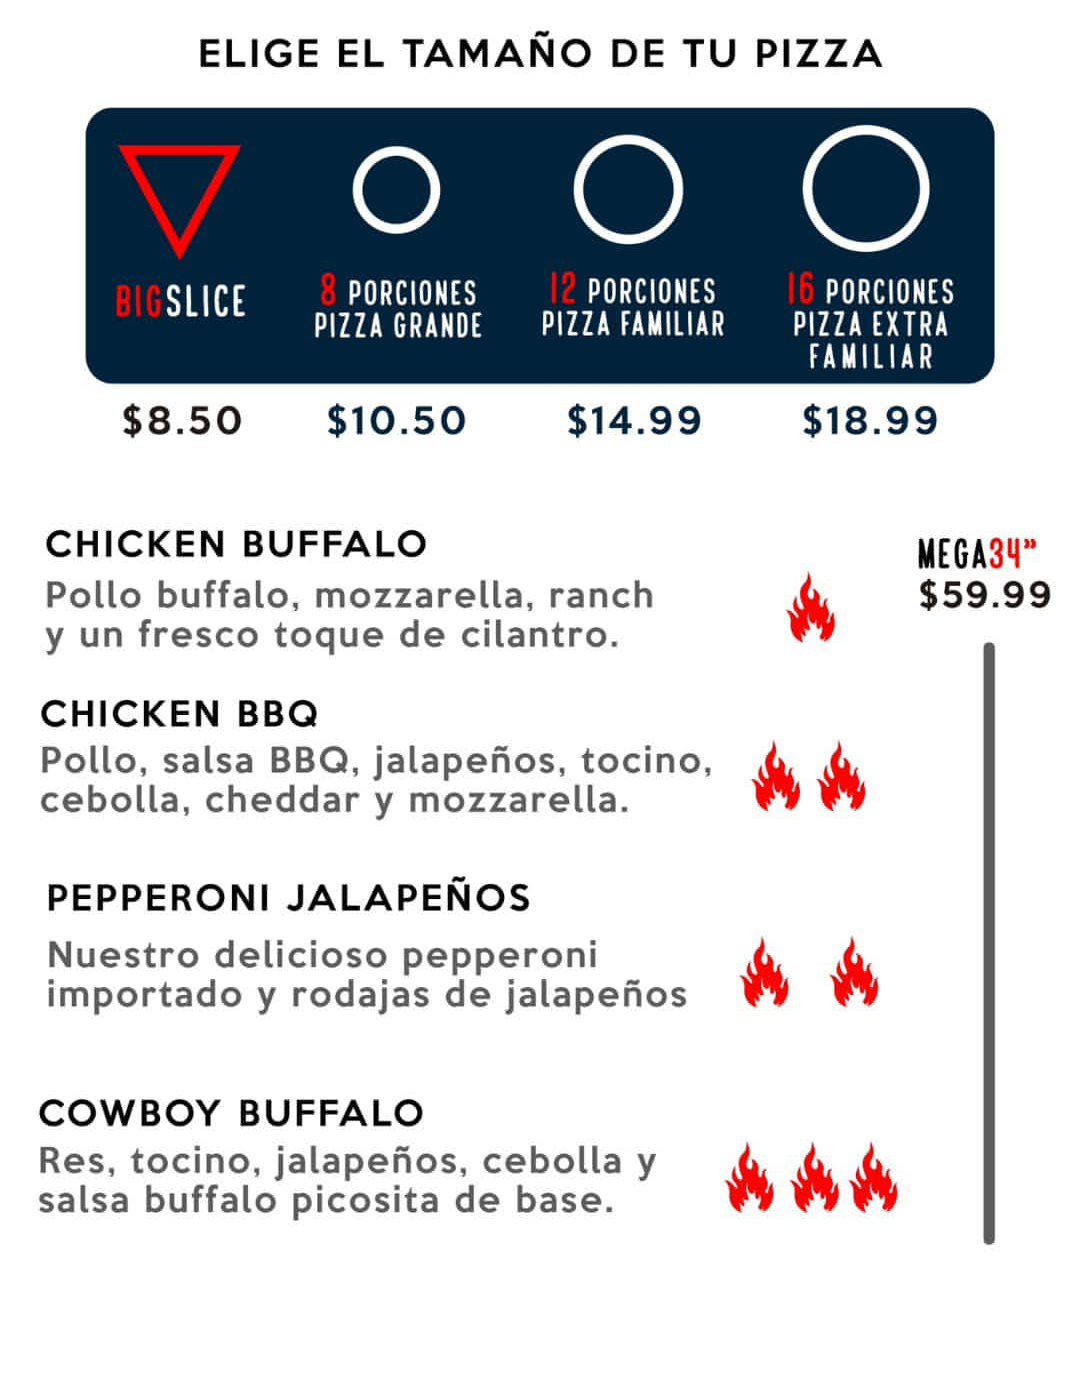 ELIGE EL TAMAÑO DE TU PIZZA
BIGSLICE
8 PORCIONES
PIZZA GRANDE
12 PORCIONES
PIZZA FAMILIAR
16 PORCIONES
PIZZA EXTRA
FAMILIAR
$8.50
$10.50
$14.99
$18.99
CHICKEN BUFFALO
Pollo buffalo, mozzarella, ranch
y un fresco toque de cilantro.
MEGA34”
$59.99
CHICKEN BBQ
Pollo, salsa BBQ, jalapeños, tocino,
cebolla, cheddar y mozzarella.
PEPPERONI JALAPEÑOS
Nuestro delicioso pepperoni
importado y rodajas de jalapeños
COWBOY BUFFALO
Res, tocino, jalapeños, cebolla y
salsa buffalo picosita de base.